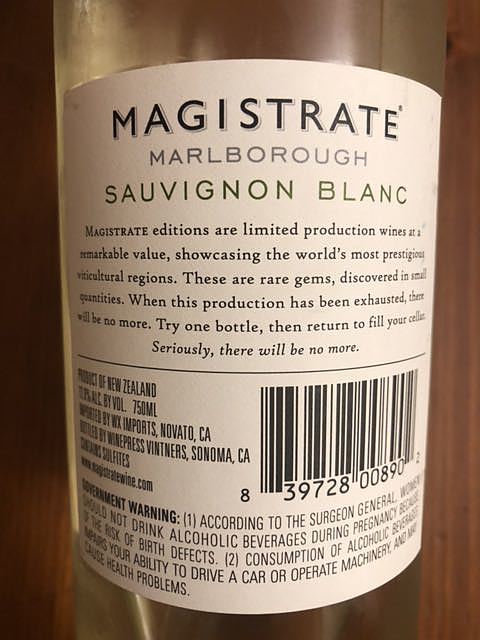 MAGISTRATE®
MARLBOROUGH
SAUVIGNON BLANC
MAGISTRATE editions are limited production wines at a
remarkable value, showcasing the world's most prestigious
viticultural regions. These are rare gems, discovered in small
quantities. When this production has been exhausted, there
will be no more. Try one bottle, then return to fill your cellar.
Seriously, there will be no more.
PRODUCT OF NEW ZEALAND
ALC. BY VOL. 750ML
IMPORTED BY WX IMPORTS, NOVATO, CA
BOTTLED BY WINEPRESS VINTNERS, SONOMA, CA
CONTAINS SULFITES
www.magistratewine.com
8 39728 00890 2
GOVERNMENT WARNING: (1) ACCORDING TO THE SURGEON GENERAL, WOMEN
SHOULD NOT DRINK ALCOHOLIC BEVERAGES DURING PREGNANCY BECAUSE
OF THE RISK OF BIRTH DEFECTS. (2) CONSUMPTION OF ALCOHOLIC BEVERAGES
IMPAIRS YOUR ABILITY TO DRIVE A CAR OR OPERATE MACHINERY, AND MAY
CAUSE HEALTH PROBLEMS.